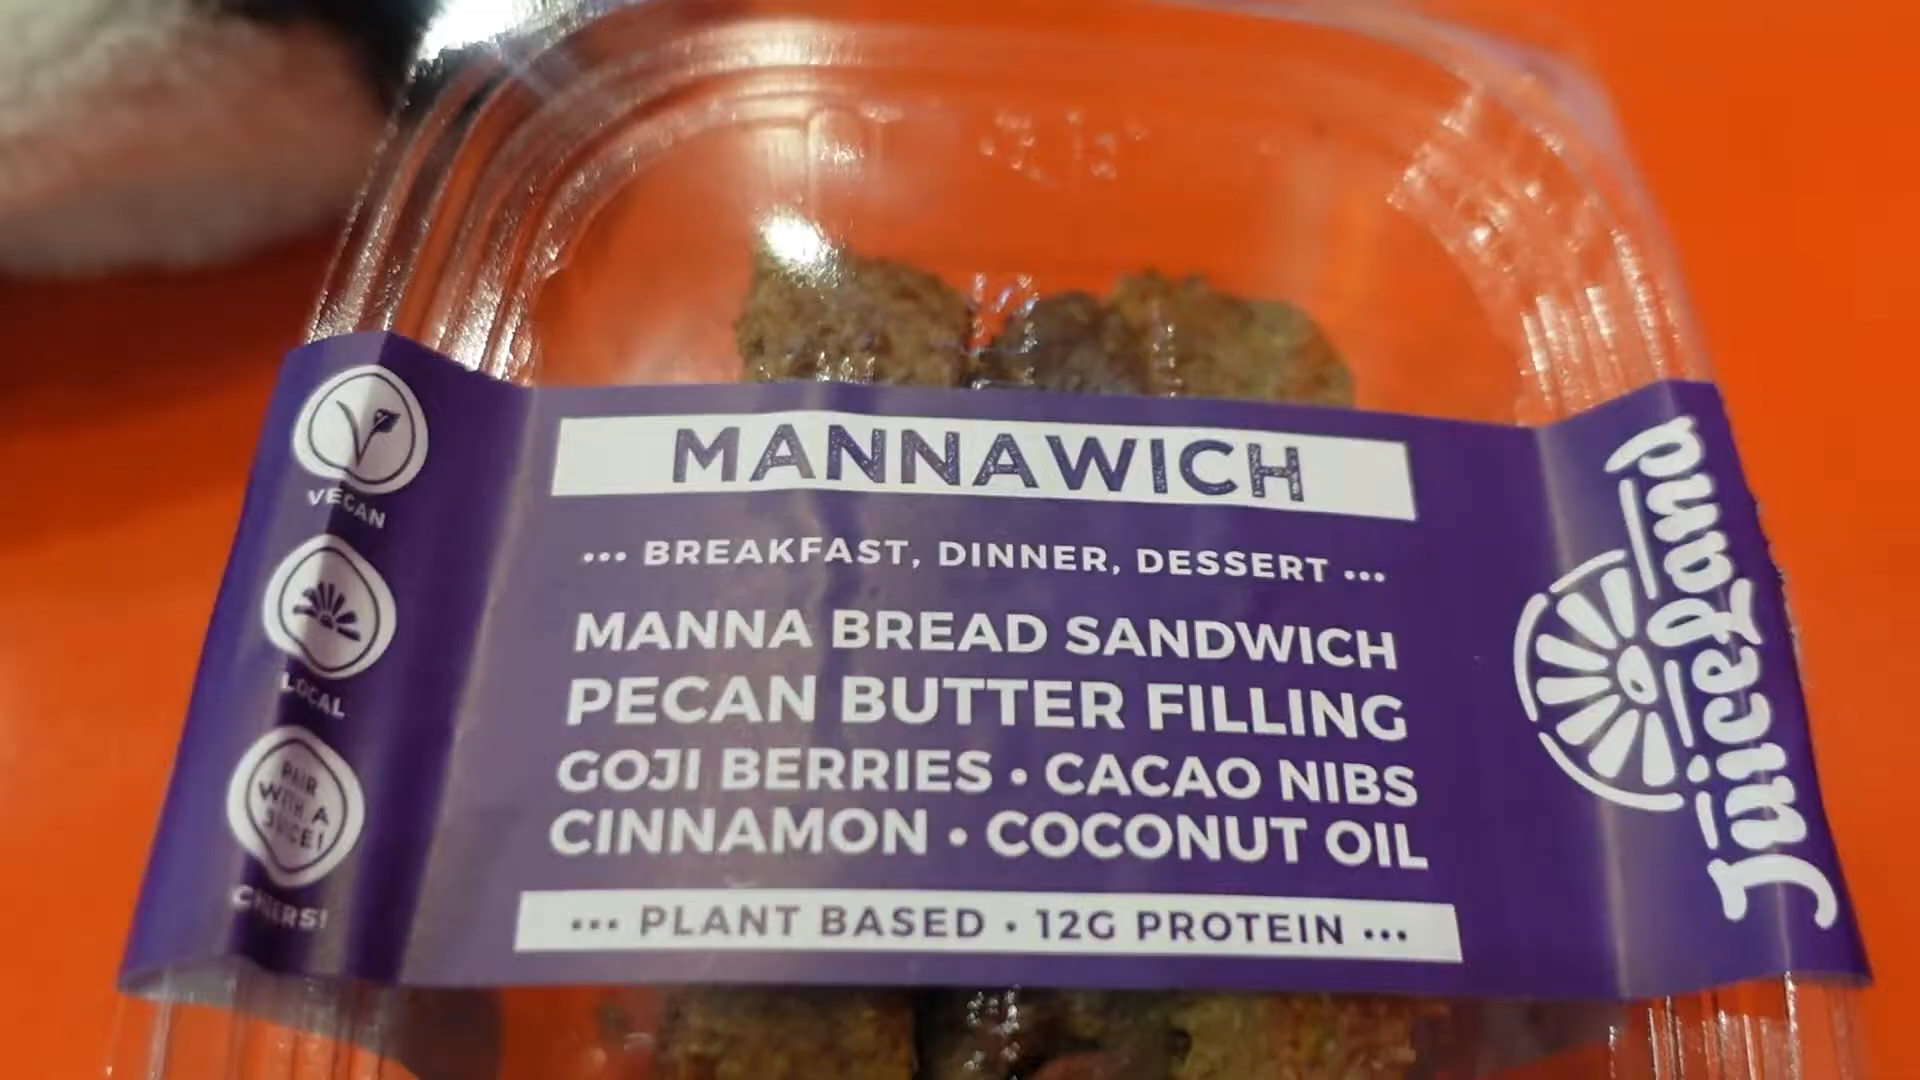 MANNAWICH
... BREAKFAST, DINNER, DESSERT ...
MANNA BREAD SANDWICH
PECAN BUTTER FILLING
GOJI BERRIES • CACAO NIBS
CINNAMON • COCONUT OIL
... PLANT BASED • 12G PROTEIN ...
VEGAN
LOCAL
PAIR
WITH A
JUICE!
CHEERS!
JuiceLand